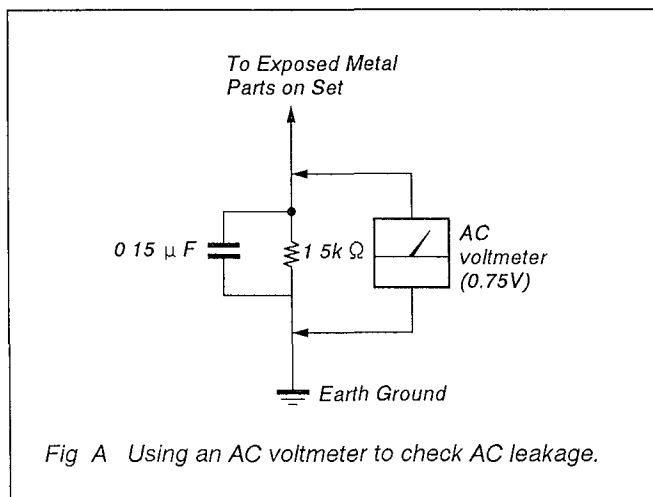 To Exposed Metal
Parts on Set
0 15 μ F
1 5k Ω
AC
voltmeter
(0.75V)
Earth Ground
Fig A Using an AC voltmeter to check AC leakage.